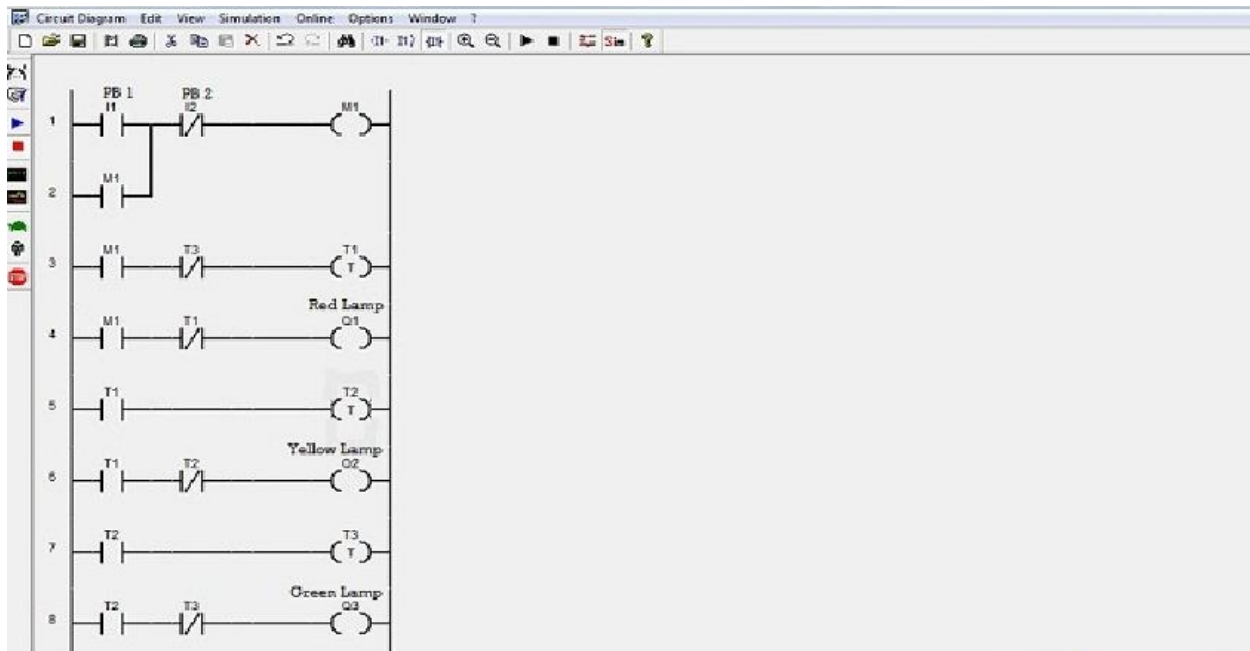 Circuit Diagram Edit View Simulation Online Options Window ?
Sim
PB 1 PB 2
I1 I2 M1
1
M1
2
M1 T3 T1
3 T
Red Lamp
M1 T1 Q1
4
T1 T2
5 T
Yellow Lamp
T1 T2 Q2
6
T2 T3
7 T
Green Lamp
T2 T3 Q3
8